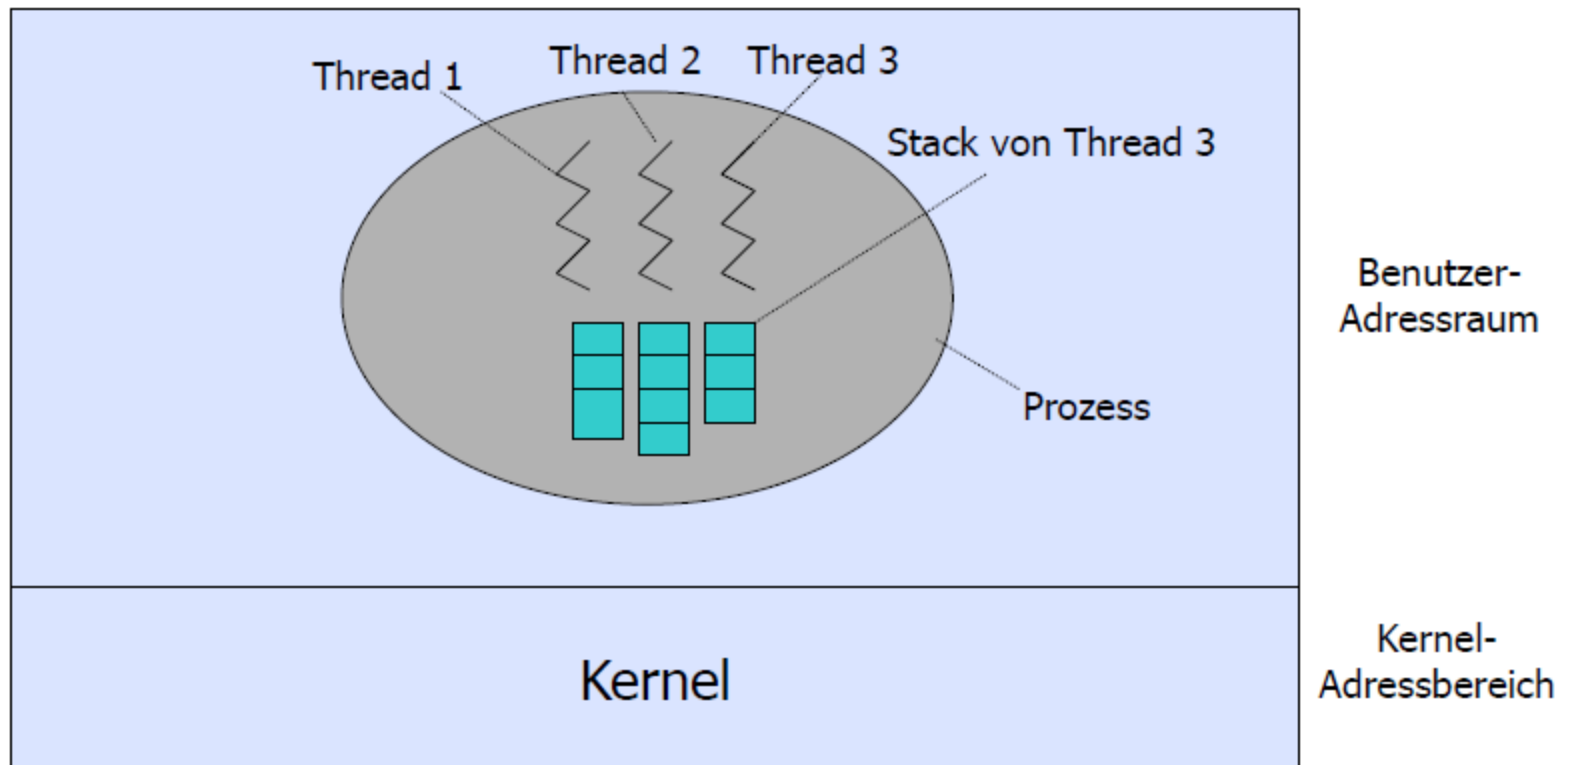 Thread 1
Thread 2
Thread 3
Stack von Thread 3
Benutzer-
Adressraum
Prozess
Kernel
Kernel-
Adressbereich